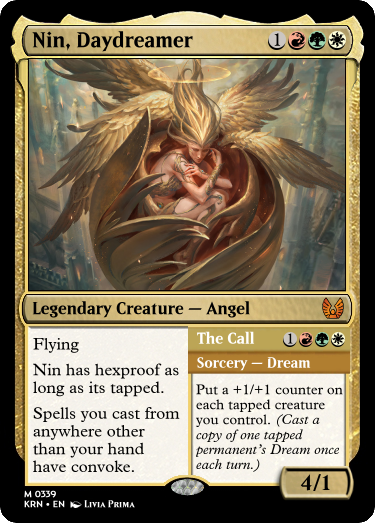 Nin, Daydreamer 1
Legendary Creature — Angel
Flying
Nin has hexproof as
long as its tapped.
Spells you cast from
anywhere other
than your hand
have convoke.
The Call 1
Sorcery — Dream
Put a +1/+1 counter on
each tapped creature
you control. (Cast a
copy of one tapped
permanent's Dream once
each turn.)
4/1
M 0339
KRN • EN Livia Prima